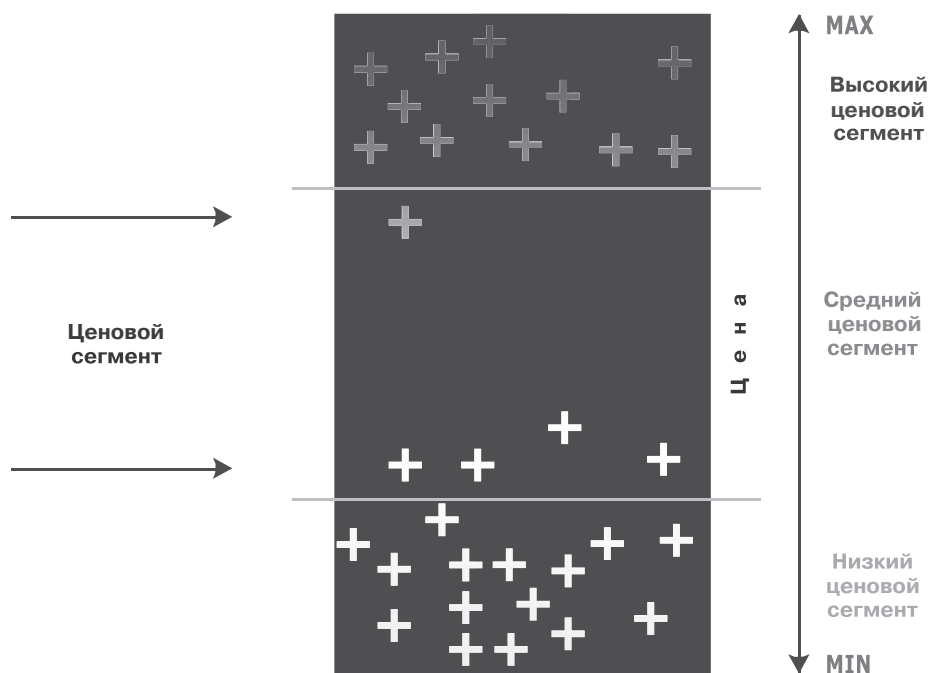 MAX
Высокий
ценовой
сегмент
Ценовой
сегмент
Цена
Средний
ценовой
сегмент
Низкий
ценовой
сегмент
MIN